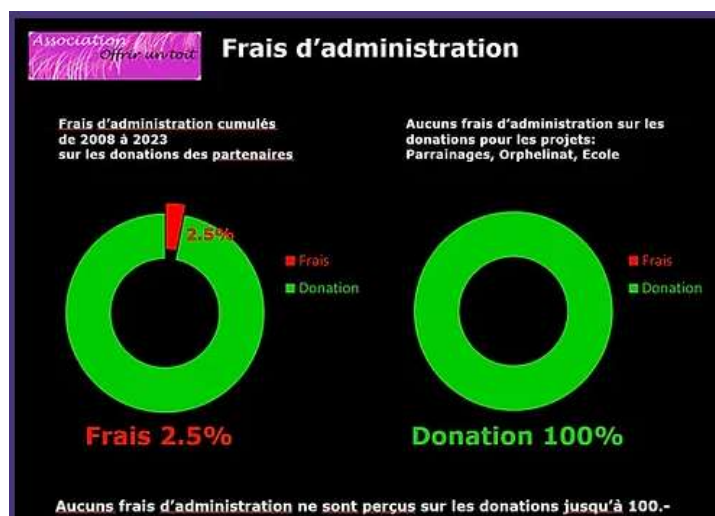 Association
Offrir un toit
Frais d'administration
Frais d'administration cumulés
de 2008 à 2023
sur les donations des partenaires
Aucuns frais d'administration sur les
donations pour les projets:
Parrainages, Orphelinat, Ecole
2.5%
Frais
Donation
Frais
Donation
Frais 2.5%
Donation 100%
Aucuns frais d'administration ne sont perçus sur les donations jusqu'à 100.-